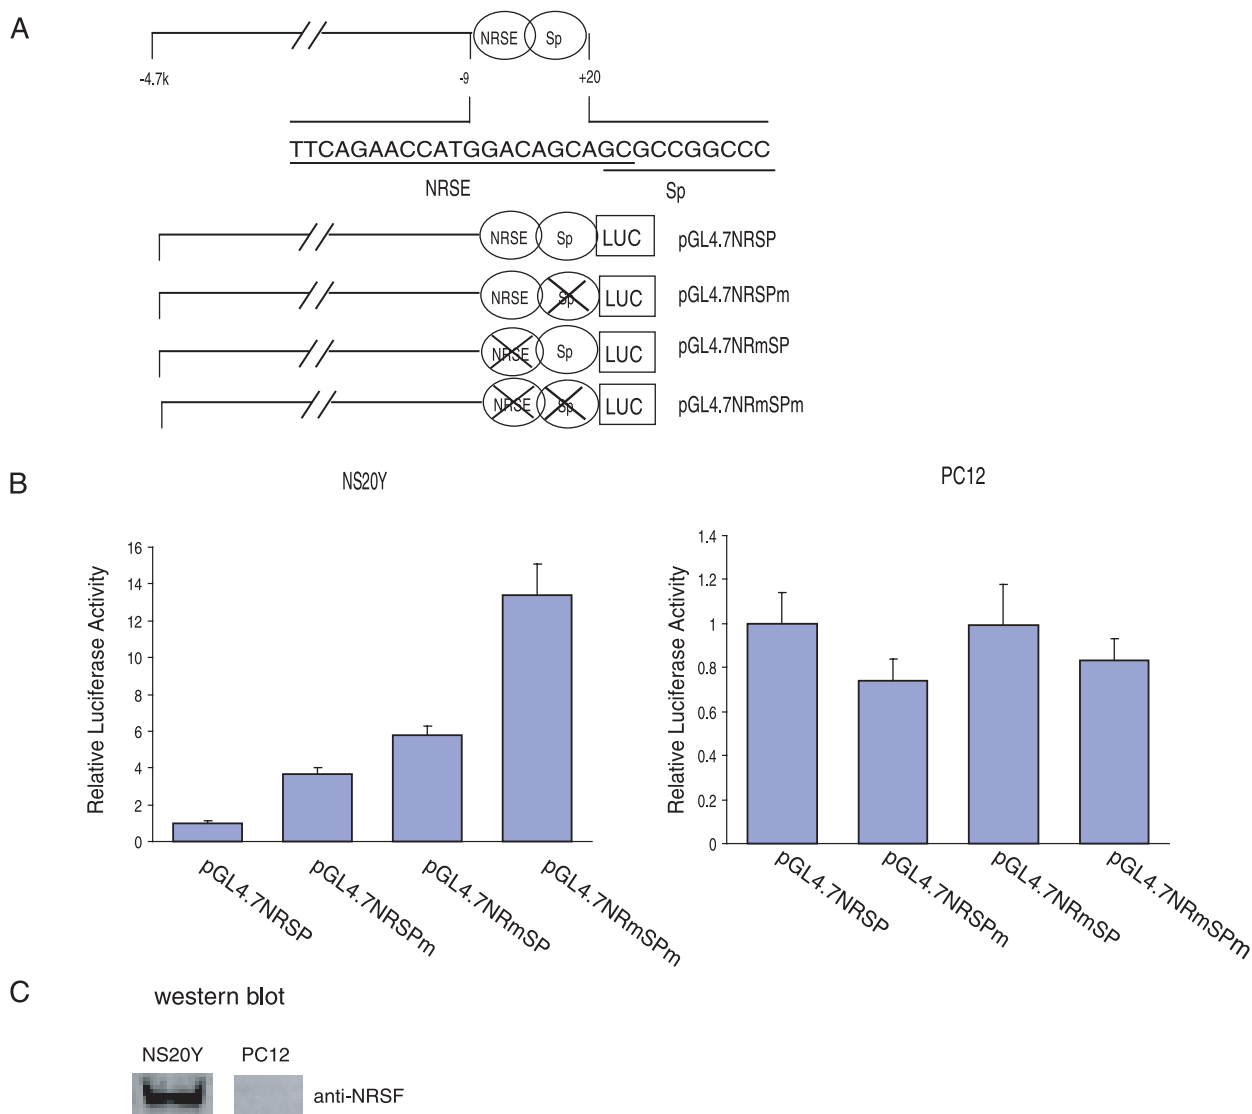 A
NRSE Sp
-4.7k -9 +20
TTCAGAACCATGGACAGCAGCGCCGGCCC
NRSE Sp
NRSE Sp LUC pGL4.7NRSP
NRSE Sp LUC pGL4.7NRSPm
NRSE Sp LUC pGL4.7NRmSP
NRSE Sp LUC pGL4.7NRmSPm
B
NS20Y
Relative Luciferase Activity
16
14
12
10
8
6
4
2
0
pGL4.7NRSP pGL4.7NRSPm pGL4.7NRmSP pGL4.7NRmSPm
PC12
Relative Luciferase Activity
1.4
1.2
1
0.8
0.6
0.4
0.2
0
pGL4.7NRSP pGL4.7NRSPm pGL4.7NRmSP pGL4.7NRmSPm
C
western blot
NS20Y PC12
anti-NRSF